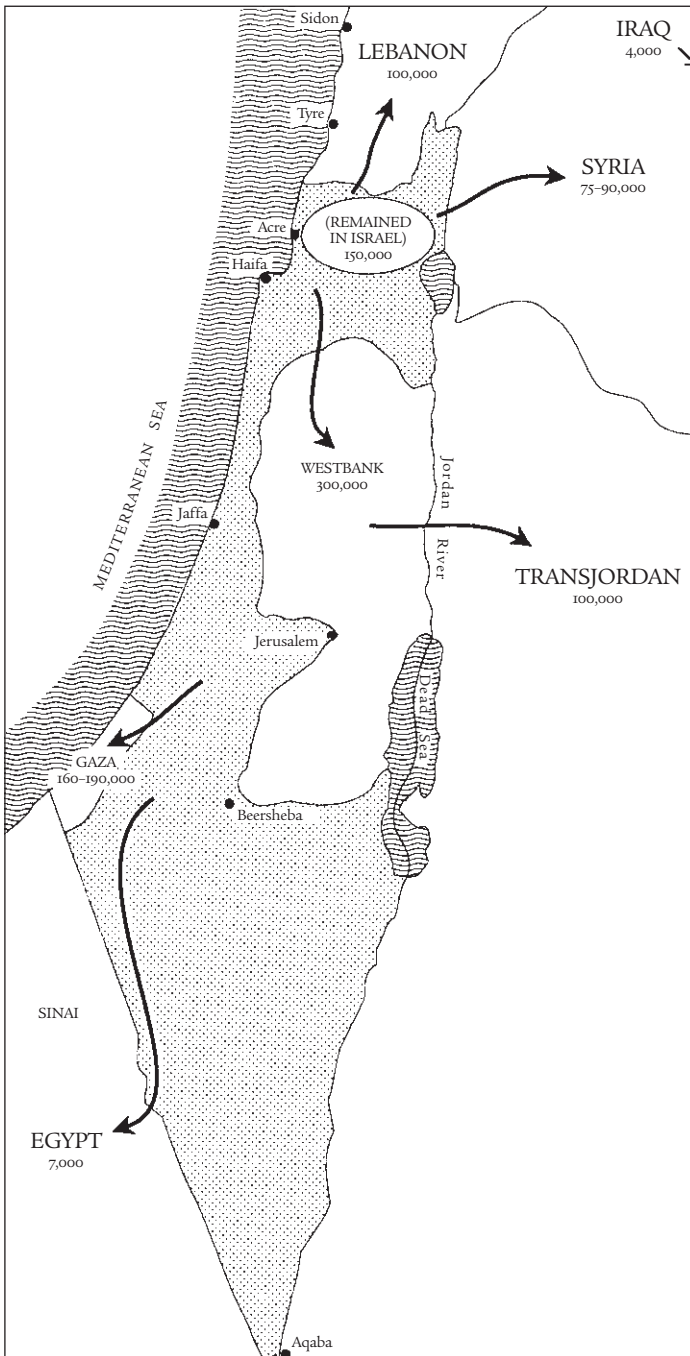 Sidon
LEBANON
100,000
IRAQ
4,000
Tyre
SYRIA
75–90,000
Acre
(REMAINED
IN ISRAEL)
150,000
Haifa
MEDITERRANEAN SEA
WESTBANK
300,000
Jordan River
Jaffa
TRANSJORDAN
100,000
Jerusalem
Dead Sea
GAZA
160–190,000
Beersheba
SINAI
EGYPT
7,000
Aqaba